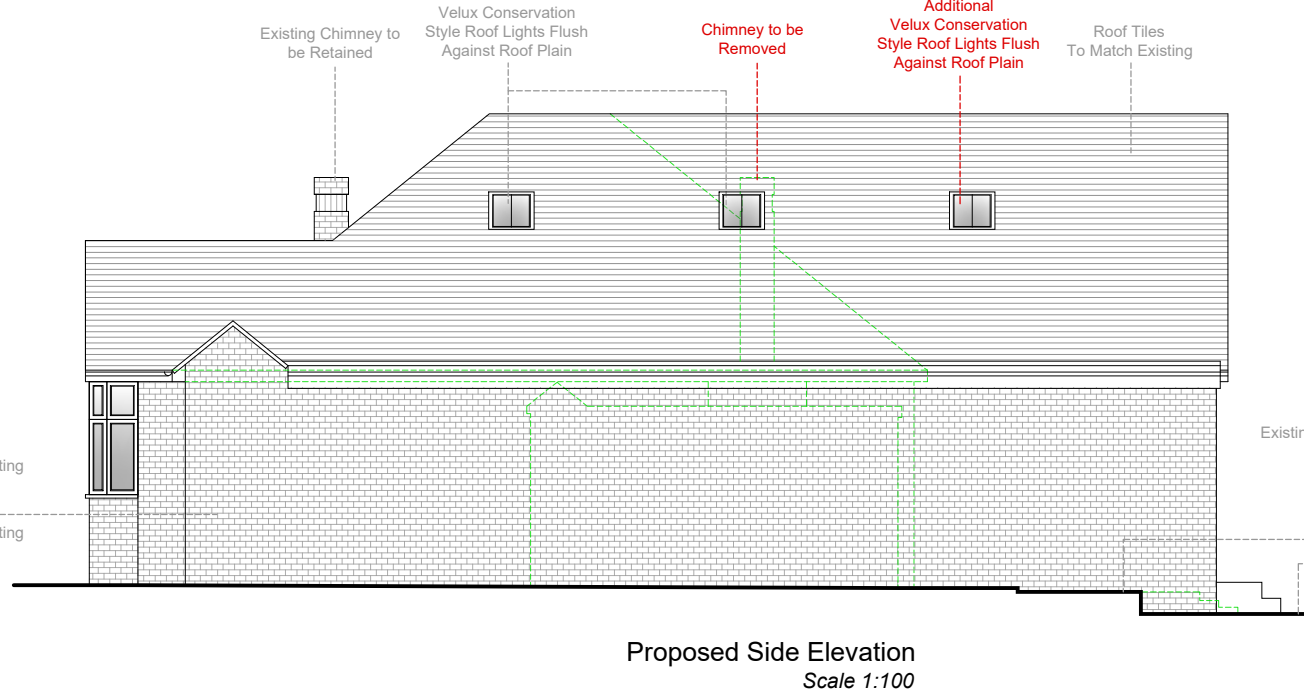 Existing Chimney to
be Retained
Velux Conservation
Style Roof Lights Flush
Against Roof Plain
Chimney to be
Removed
Additional
Velux Conservation
Style Roof Lights Flush
Against Roof Plain
Roof Tiles
To Match Existing
Proposed Side Elevation
Scale 1:100